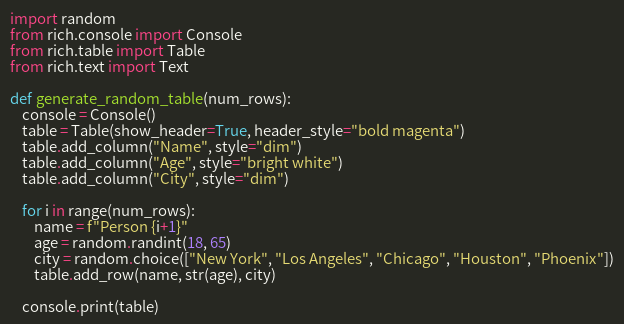 import random
from rich.console import Console
from rich.table import Table
from rich.text import Text

def generate_random_table(num_rows):
    console = Console()
    table = Table(show_header=True, header_style="bold magenta")
    table.add_column("Name", style="dim")
    table.add_column("Age", style="bright white")
    table.add_column("City", style="dim")

    for i in range(num_rows):
        name = f"Person {i+1}"
        age = random.randint(18, 65)
        city = random.choice(["New York", "Los Angeles", "Chicago", "Houston", "Phoenix"])
        table.add_row(name, str(age), city)

    console.print(table)